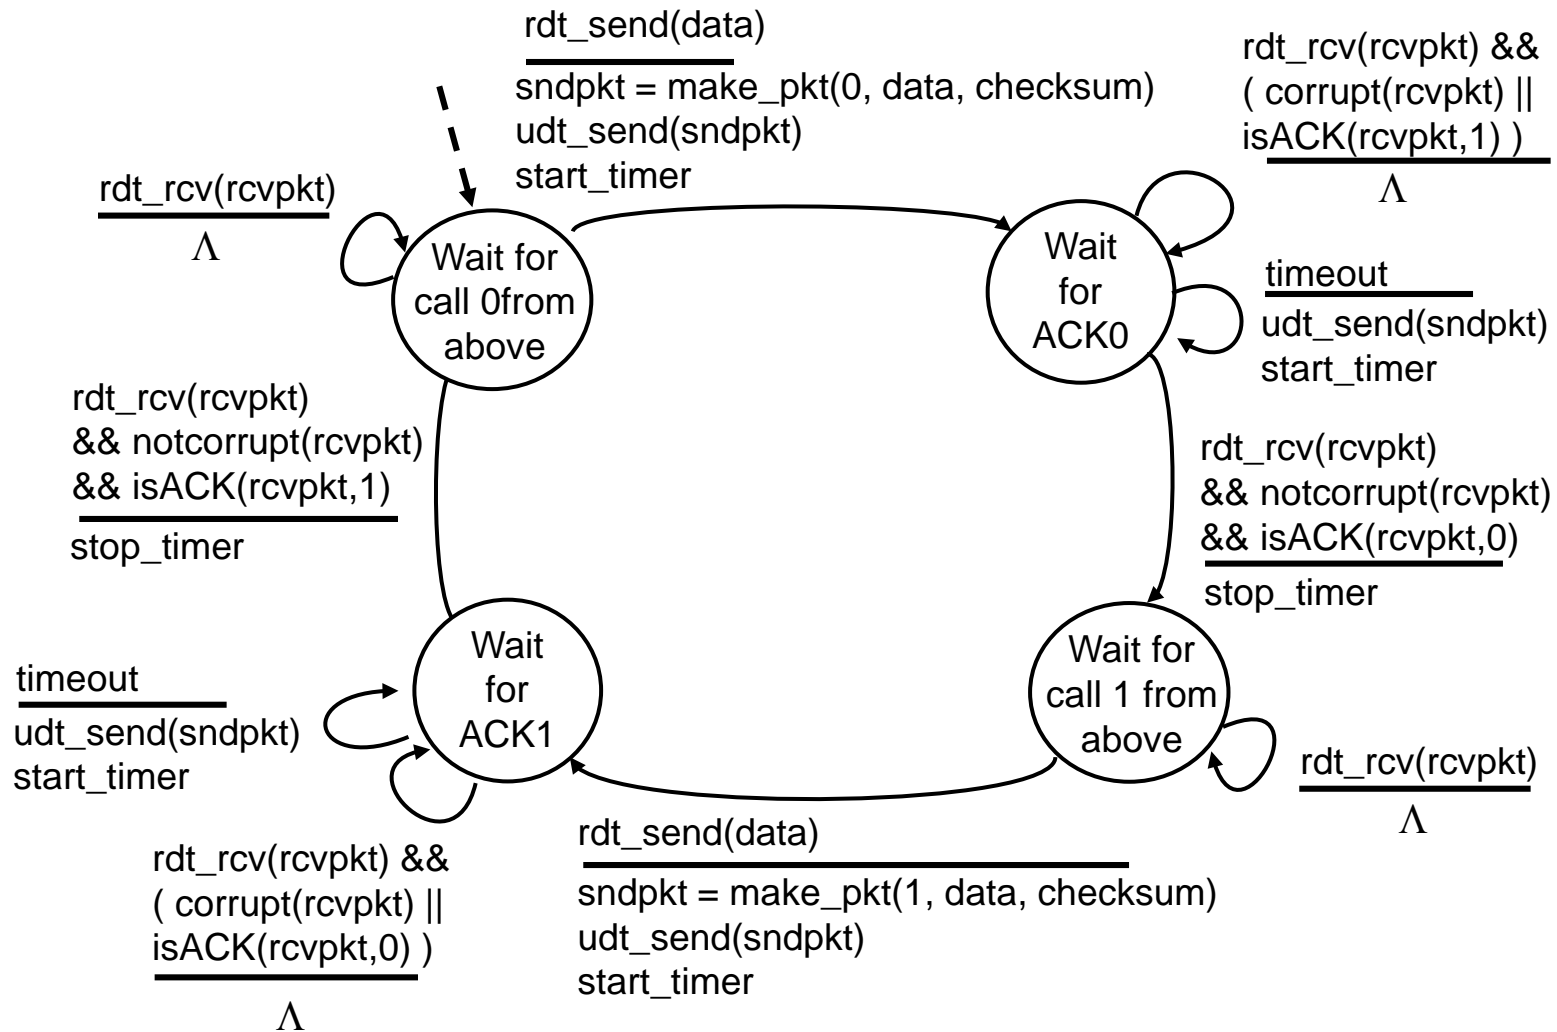 rdt_send(data)
sndpkt = make_pkt(0, data, checksum)
udt_send(sndpkt)
start_timer
rdt_rcv(rcvpkt) &&
( corrupt(rcvpkt) ||
isACK(rcvpkt,1) )
Λ
rdt_rcv(rcvpkt)
Λ
Wait for
call 0from
above
Wait
for
ACK0
timeout
udt_send(sndpkt)
start_timer
rdt_rcv(rcvpkt)
&& notcorrupt(rcvpkt)
&& isACK(rcvpkt,1)
stop_timer
rdt_rcv(rcvpkt)
&& notcorrupt(rcvpkt)
&& isACK(rcvpkt,0)
stop_timer
Wait
for
ACK1
Wait for
call 1 from
above
timeout
udt_send(sndpkt)
start_timer
rdt_rcv(rcvpkt)
Λ
rdt_rcv(rcvpkt) &&
( corrupt(rcvpkt) ||
isACK(rcvpkt,0) )
Λ
rdt_send(data)
sndpkt = make_pkt(1, data, checksum)
udt_send(sndpkt)
start_timer